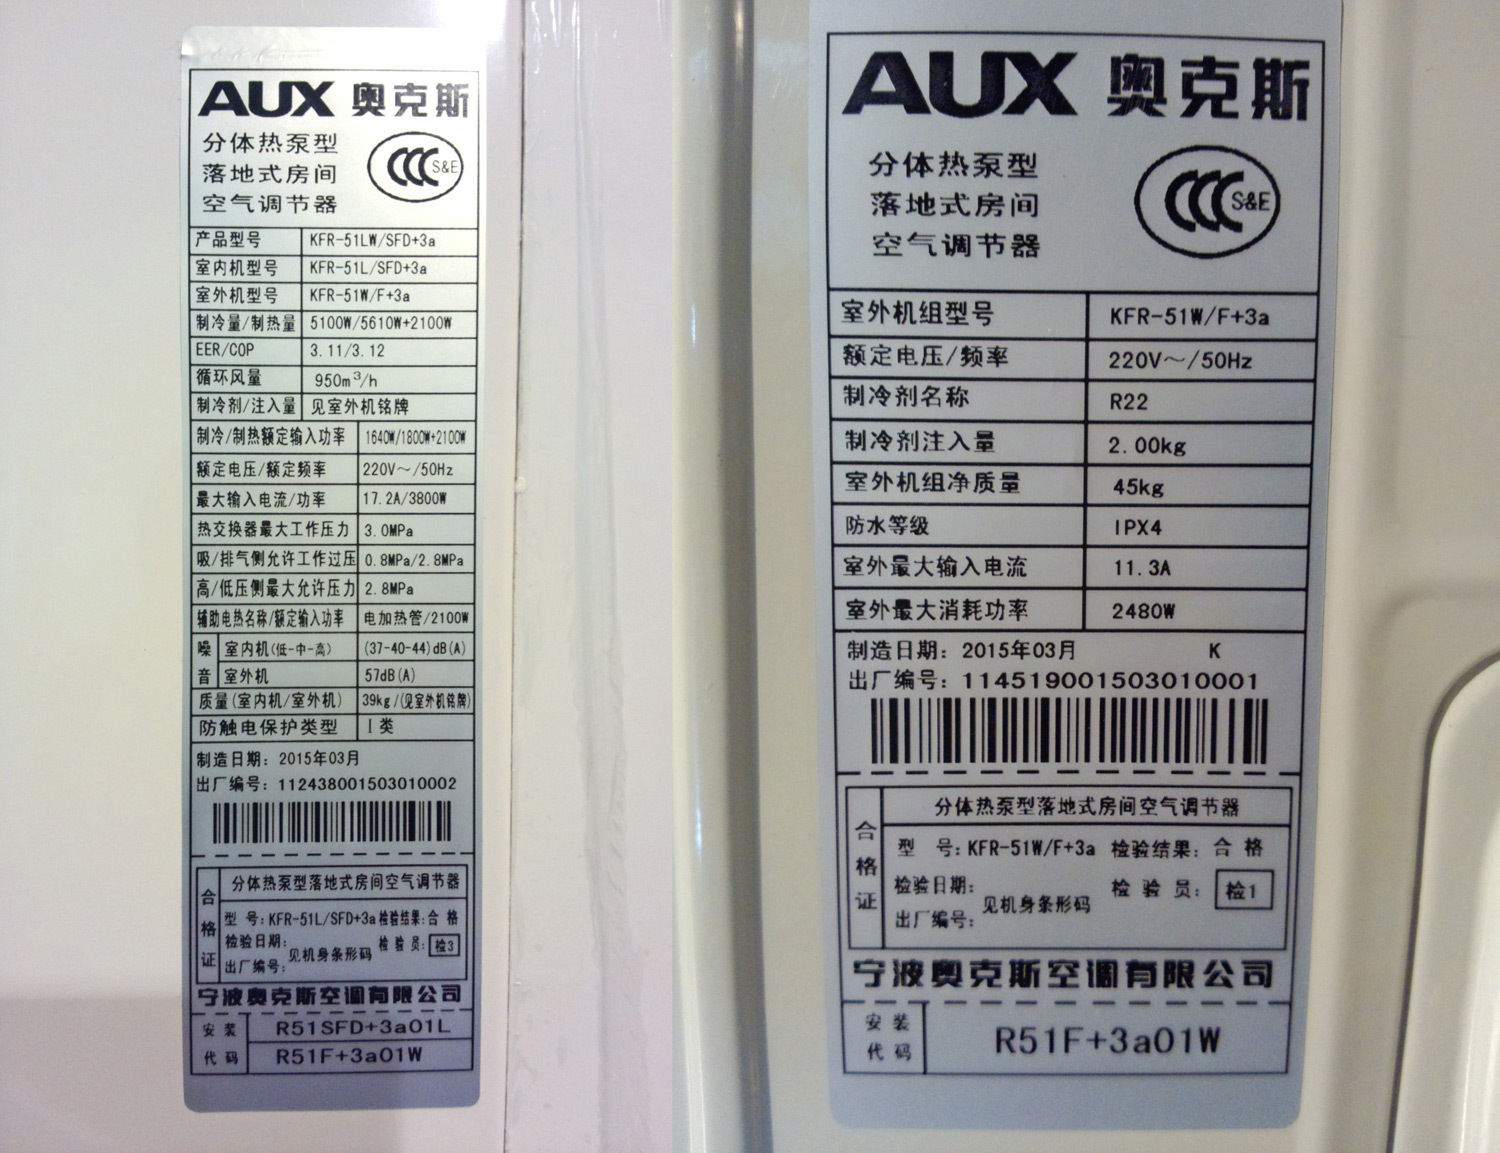 AUX 奥克斯
分体热泵型
落地式房间
空气调节器
CCC S&E
产品型号 KFR-51LW/SFD+3a
室内机型号 KFR-51L/SFD+3a
室外机型号 KFR-51W/F+3a
制冷量/制热量 5100W/5610W+2100W
EER/COP 3.11/3.12
循环风量 950m³/h
制冷剂/注入量 见室外机铭牌
制冷/制热额定输入功率 1640W/1800W+2100W
额定电压/额定频率 220V～/50Hz
最大输入电流/功率 17.2A/3800W
热交换器最大工作压力 3.0MPa
吸/排气侧允许工作过压 0.8MPa/2.8MPa
高/低压侧最大允许压力 2.8MPa
辅助电热名称/额定输入功率 电加热管/2100W
噪音 室内机(低-中-高) (37-40-44)dB(A)
室外机 57dB(A)
质量(室内机/室外机) 39kg/(见室外机铭牌)
防触电保护类型 I类
制造日期: 2015年03月
出厂编号: 112438001503010002
合格证
分体热泵型落地式房间空气调节器
型 号:KFR-51L/SFD+3a 检验结果:合 格
检验日期: 见机身条形码 检 验 员: 检3
出厂编号:
宁波奥克斯空调有限公司
安装代码 R51SFD+3a01L
R51F+3a01W
AUX 奥克斯
分体热泵型
落地式房间
空气调节器
CCC S&E
室外机组型号 KFR-51W/F+3a
额定电压/频率 220V～/50Hz
制冷剂名称 R22
制冷剂注入量 2.00kg
室外机组净质量 45kg
防水等级 IPX4
室外最大输入电流 11.3A
室外最大消耗功率 2480W
制造日期: 2015年03月 K
出厂编号: 114519001503010001
合格证
分体热泵型落地式房间空气调节器
型 号:KFR-51W/F+3a 检验结果: 合 格
检验日期: 见机身条形码 检 验 员: 检1
出厂编号:
宁波奥克斯空调有限公司
安装代码 R51F+3a01W